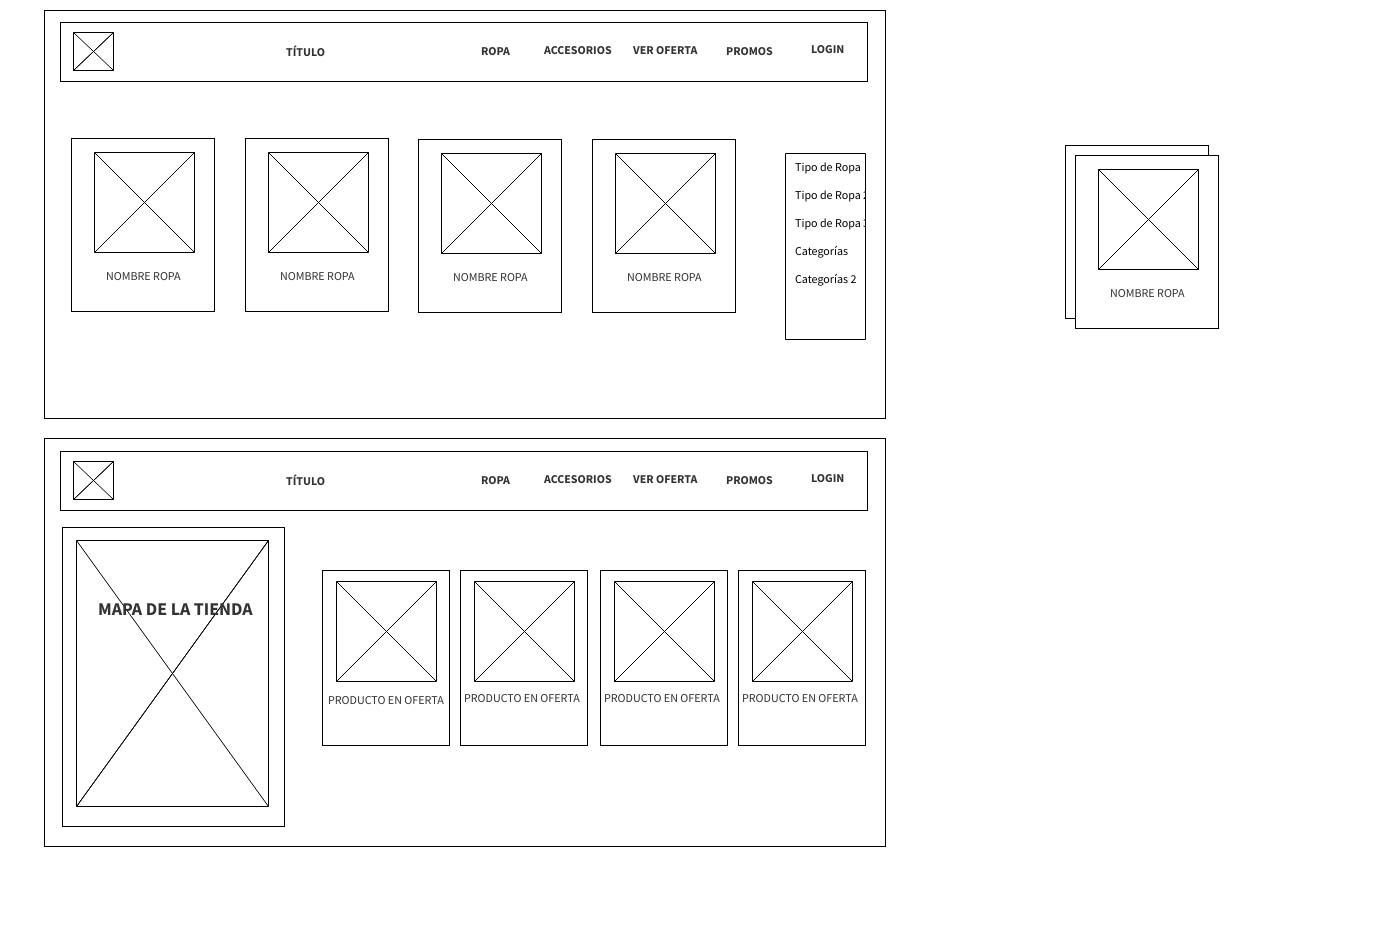 TÍTULO
ROPA
ACCESORIOS
VER OFERTA
PROMOS
LOGIN
NOMBRE ROPA
NOMBRE ROPA
NOMBRE ROPA
NOMBRE ROPA
Tipo de Ropa
Tipo de Ropa 2
Tipo de Ropa 3
Categorías
Categorías 2
NOMBRE ROPA
TÍTULO
ROPA
ACCESORIOS
VER OFERTA
PROMOS
LOGIN
MAPA DE LA TIENDA
PRODUCTO EN OFERTA
PRODUCTO EN OFERTA
PRODUCTO EN OFERTA
PRODUCTO EN OFERTA